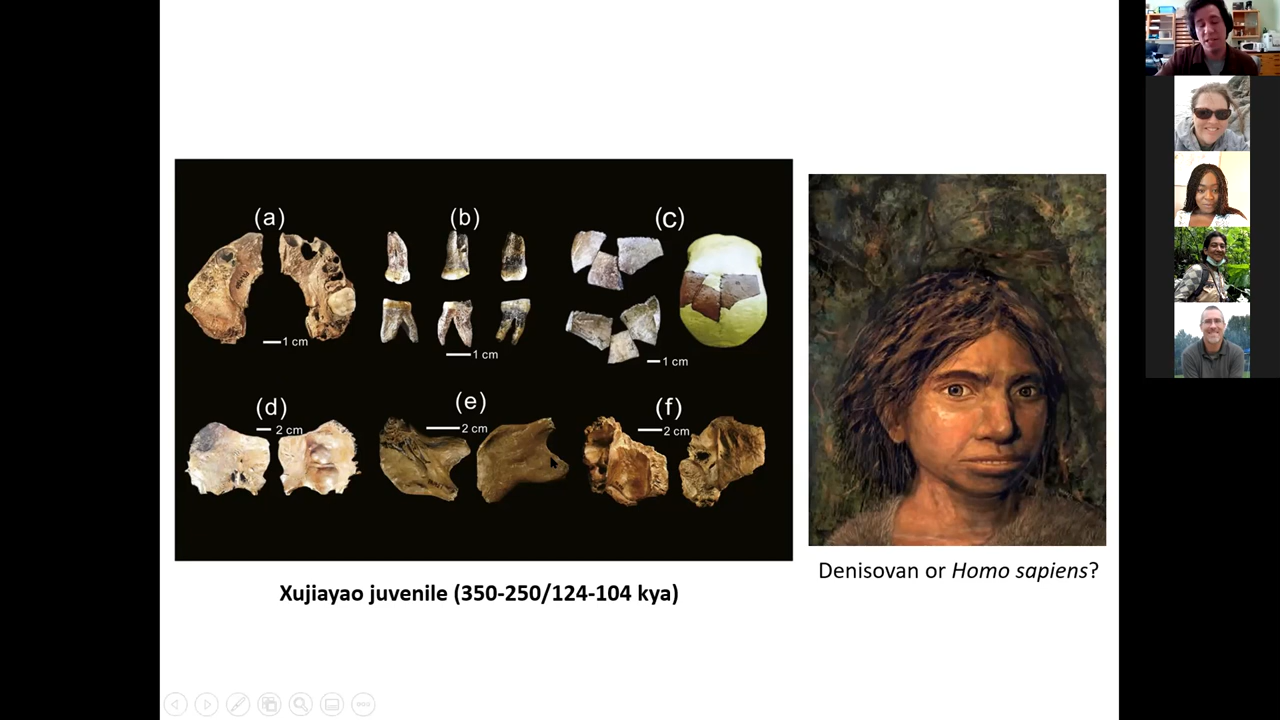 (a)
(b)
(c)
1 cm
1 cm
1 cm
(d)
(e)
(f)
2 cm
2 cm
2 cm
Xujiayao juvenile (350-250/124-104 kya)
Denisovan or Homo sapiens?